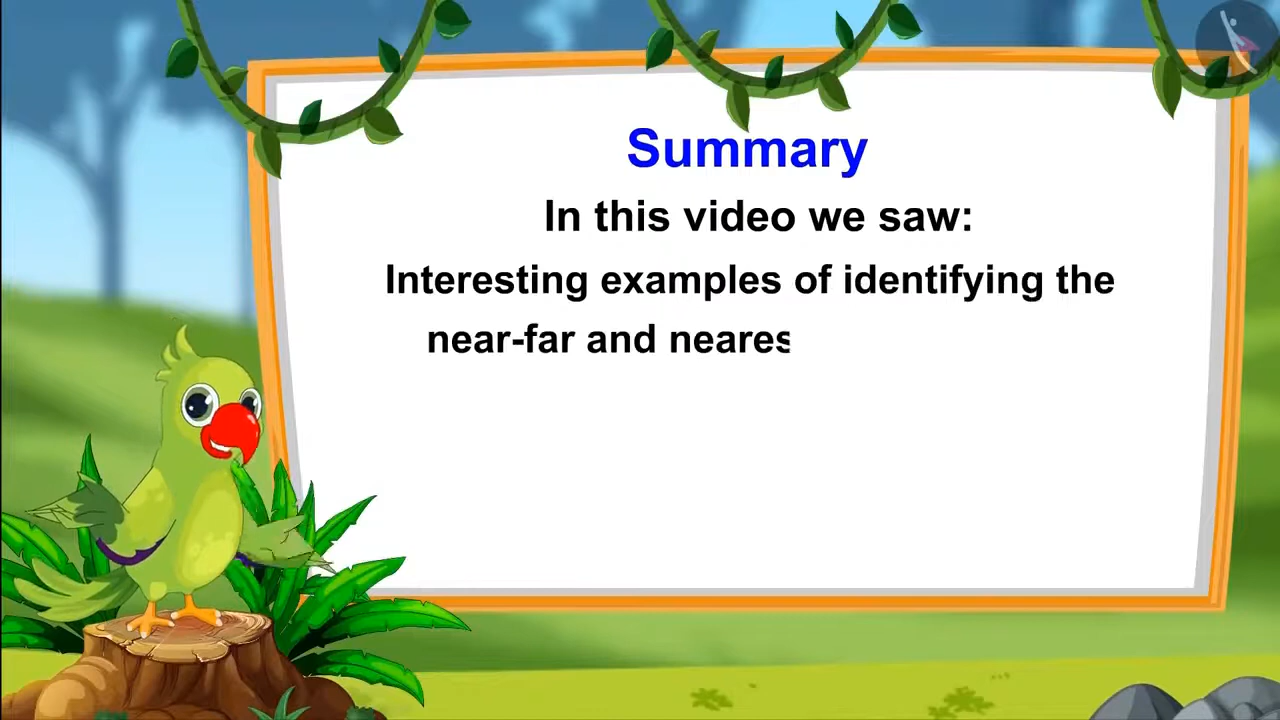 Summary
In this video we saw:
Interesting examples of identifying the
near-far and neares